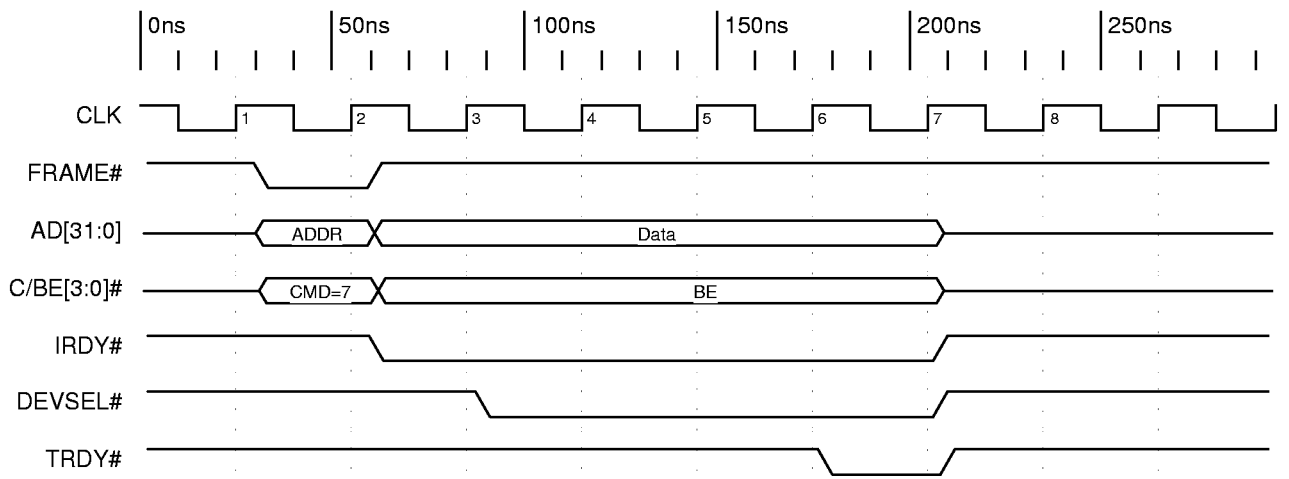 0ns 50ns 100ns 150ns 200ns 250ns
CLK 1 2 3 4 5 6 7 8
FRAME#
AD[31:0] ADDR Data
C/BE[3:0]# CMD=7 BE
IRDY#
DEVSEL#
TRDY#